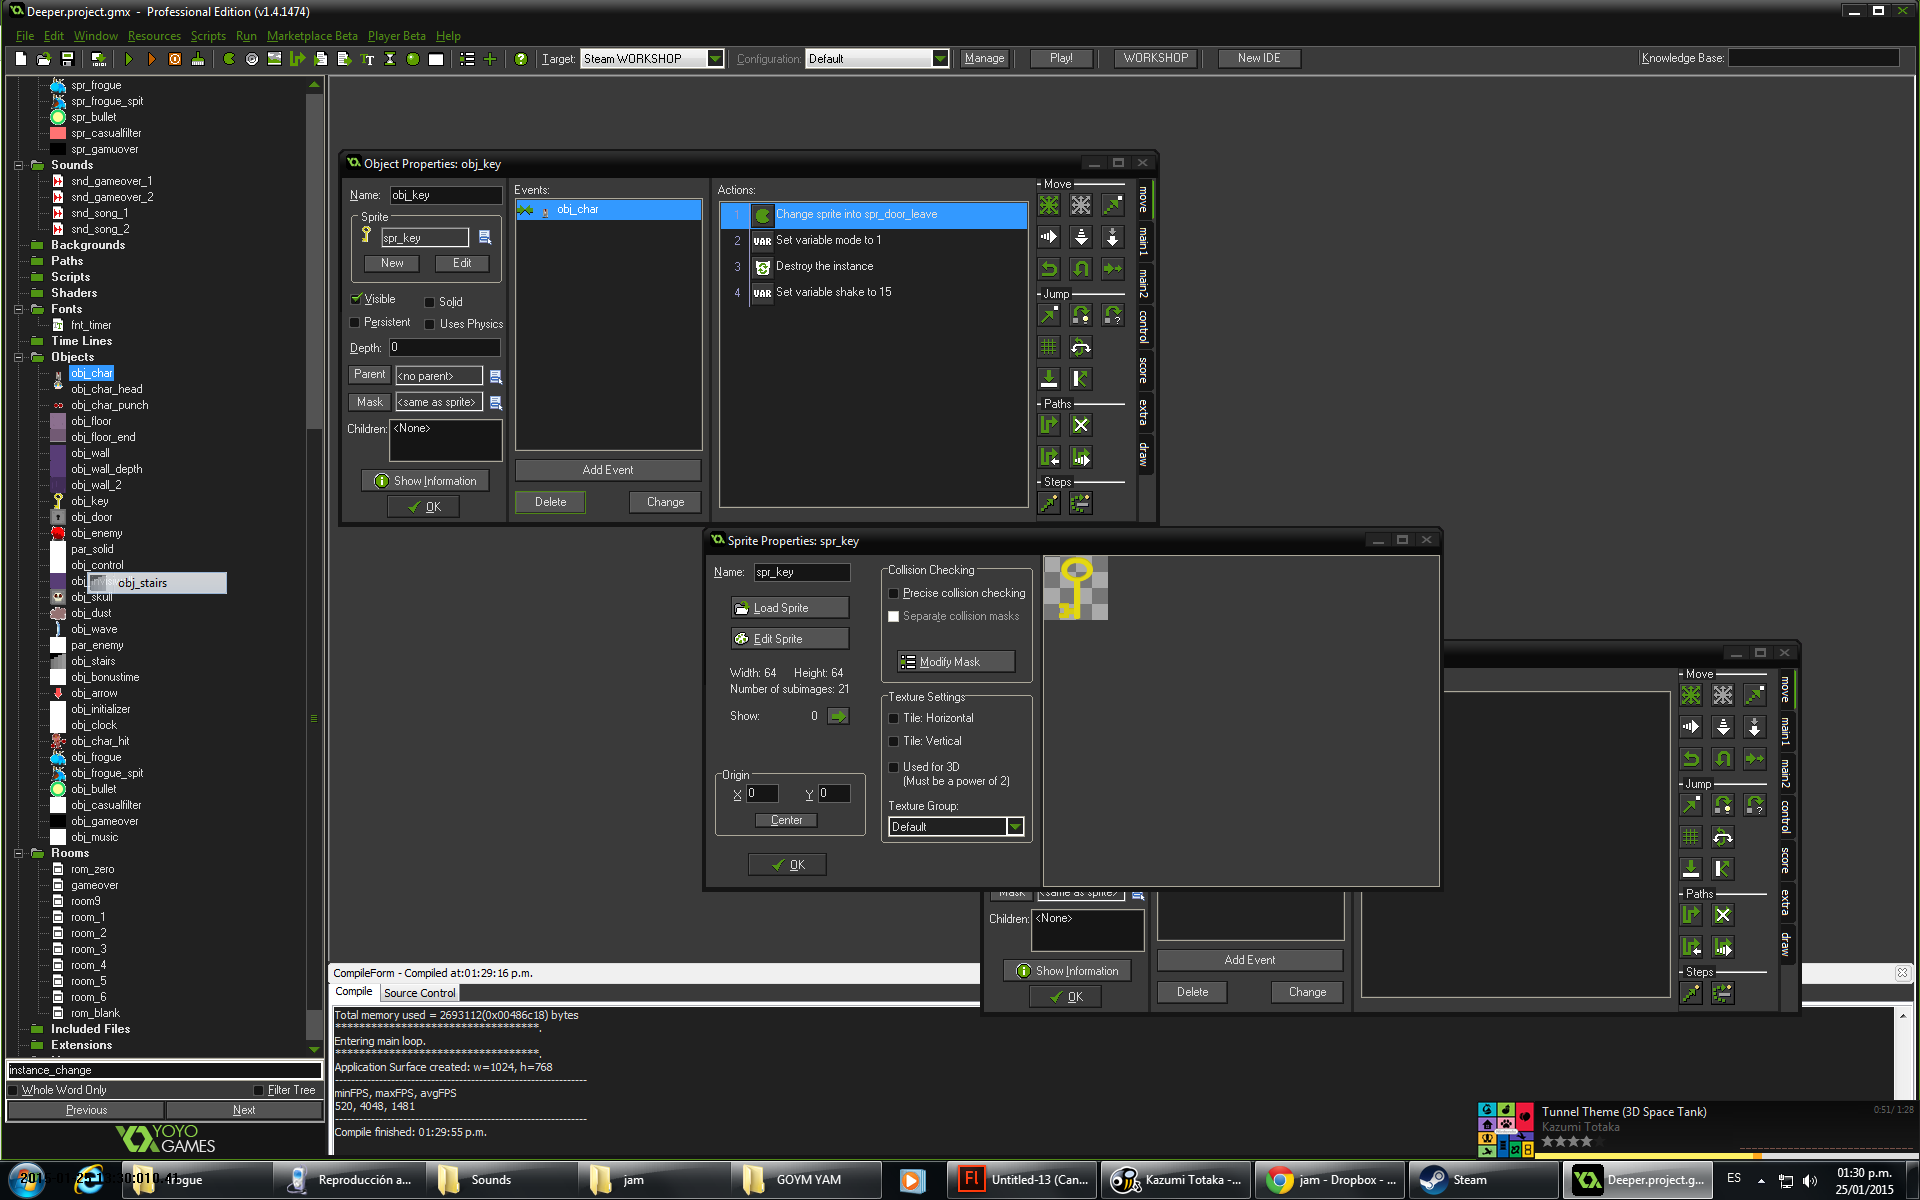 Deeper.project.gmx - Professional Edition (v1.4.1474)
File Edit Window Resources Scripts Run Marketplace Beta Player Beta Help
Target: Steam WORKSHOP Configuration: Default Manage Play! WORKSHOP New IDE Knowledge Base:
spr_frogue
spr_frogue_spit
spr_bullet
spr_casualfilter
spr_gamuover
Sounds
snd_gameover_1
snd_gameover_2
snd_song_1
snd_song_2
Backgrounds
Paths
Scripts
Shaders
Fonts
fnt_timer
Time Lines
Objects
obj_char
obj_char_head
obj_char_punch
obj_floor
obj_floor_end
obj_wall
obj_wall_depth
obj_wall_2
obj_key
obj_door
obj_enemy
par_solid
obj_control
obj_stairs
obj_skull
obj_dust
obj_wave
par_enemy
obj_stairs
obj_bonustime
obj_arrow
obj_initializer
obj_clock
obj_char_hit
obj_frogue
obj_frogue_spit
obj_bullet
obj_casualfilter
obj_gameover
obj_music
Rooms
rom_zero
gameover
room9
room_1
room_2
room_3
room_4
room_5
room_6
rom_blank
Included Files
Extensions
instance_change
Whole Word Only Filter Tree
Previous Next
YOYO
GAMES
Object Properties: obj_key
Name: obj_key
Sprite
spr_key
New Edit
Visible Solid
Persistent Uses Physics
Depth: 0
Parent <no parent>
Mask <same as sprite>
Children: <None>
Show Information
OK
Events:
obj_char
Add Event
Delete Change
Actions:
1 Change sprite into spr_door_leave
2 VAR Set variable mode to 1
3 Destroy the instance
4 VAR Set variable shake to 15
Move
Jump
Paths
Steps
move
main1
main2
control
score
extra
draw
Sprite Properties: spr_key
Name: spr_key
Load Sprite
Edit Sprite
Width: 64 Height: 64
Number of subimages: 21
Show: 0
Origin
X 0 Y 0
Center
OK
Collision Checking
Precise collision checking
Separate collision masks
Modify Mask
Texture Settings
Tile: Horizontal
Tile: Vertical
Used for 3D
(Must be a power of 2)
Texture Group:
Default
Mask <same as sprite>
Children: <None>
Show Information
OK
Add Event
Delete Change
Move
Jump
Paths
Steps
move
main1
main2
control
score
extra
draw
CompileForm - Compiled at:01:29:16 p.m.
Compile Source Control
Total memory used = 2693112(0x00486c18) bytes
**********************************.
Entering main loop.
**********************************.
Application Surface created: w=1024, h=768
minFPS, maxFPS, avgFPS
520, 4048, 1481
Compile finished: 01:29:55 p.m.
Tunnel Theme (3D Space Tank) 0:51/ 1:28
Kazumi Totaka
Reproducción a... Sounds jam GOYM YAM Untitled-13 (Can... Kazumi Totaka -... jam - Dropbox - ... Steam Deeper.project.g... ES 01:30 p.m.
25/01/2015